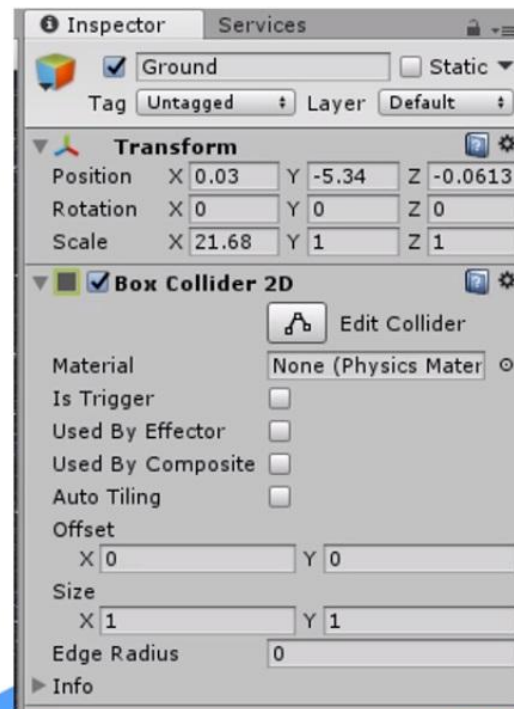 Inspector Services
Ground Static
Tag Untagged Layer Default
Transform
Position X 0.03 Y -5.34 Z -0.0613
Rotation X 0 Y 0 Z 0
Scale X 21.68 Y 1 Z 1
Box Collider 2D
Edit Collider
Material None (Physics Mater
Is Trigger
Used By Effector
Used By Composite
Auto Tiling
Offset
X 0 Y 0
Size
X 1 Y 1
Edge Radius 0
Info